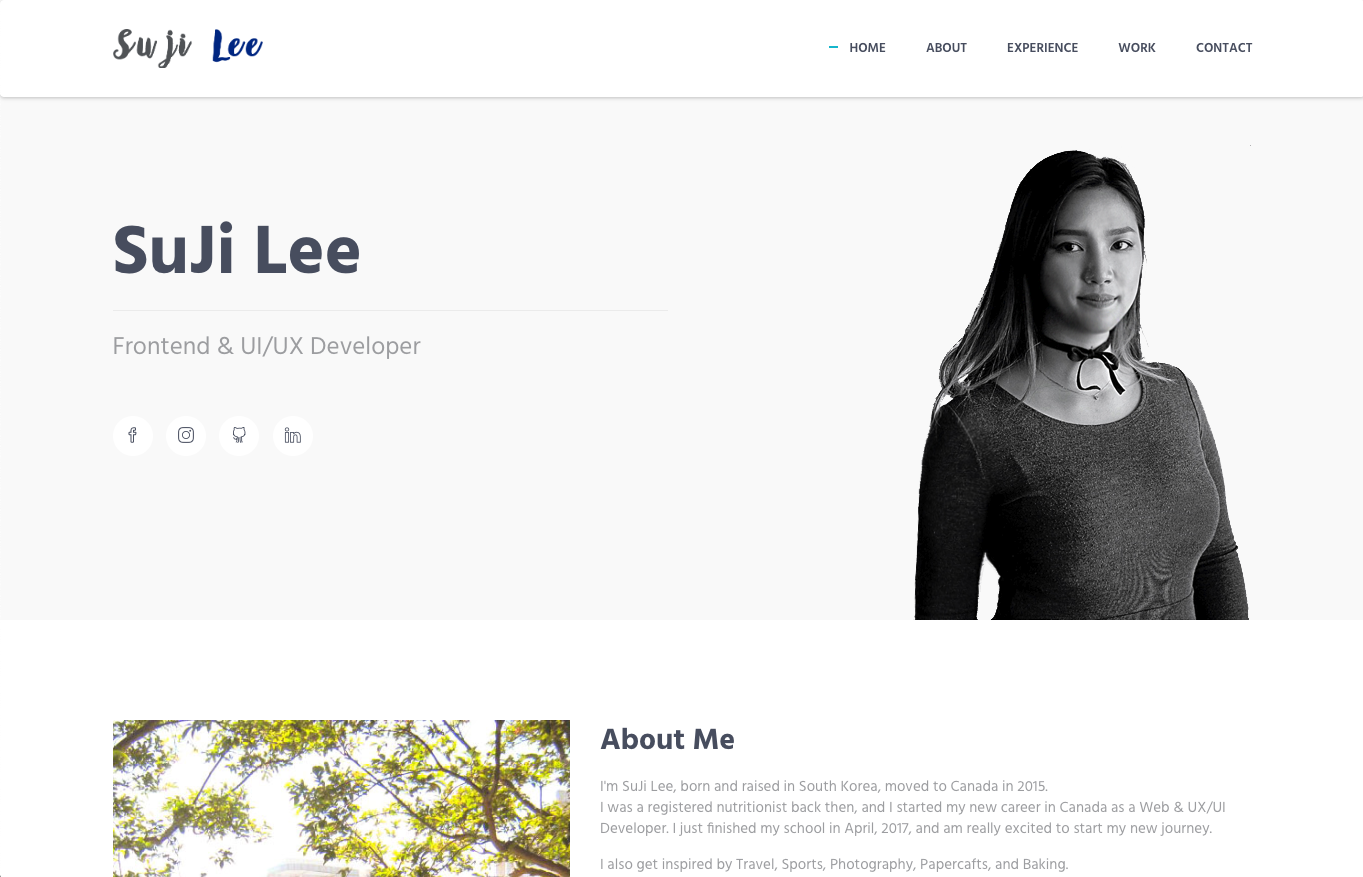 SuJi Lee
HOME ABOUT EXPERIENCE WORK CONTACT
SuJi Lee
Frontend & UI/UX Developer
About Me
I'm SuJi Lee, born and raised in South Korea, moved to Canada in 2015.
I was a registered nutritionist back then, and I started my new career in Canada as a Web & UX/UI
Developer. I just finished my school in April, 2017, and am really excited to start my new journey.
I also get inspired by Travel, Sports, Photography, Papercafts, and Baking.